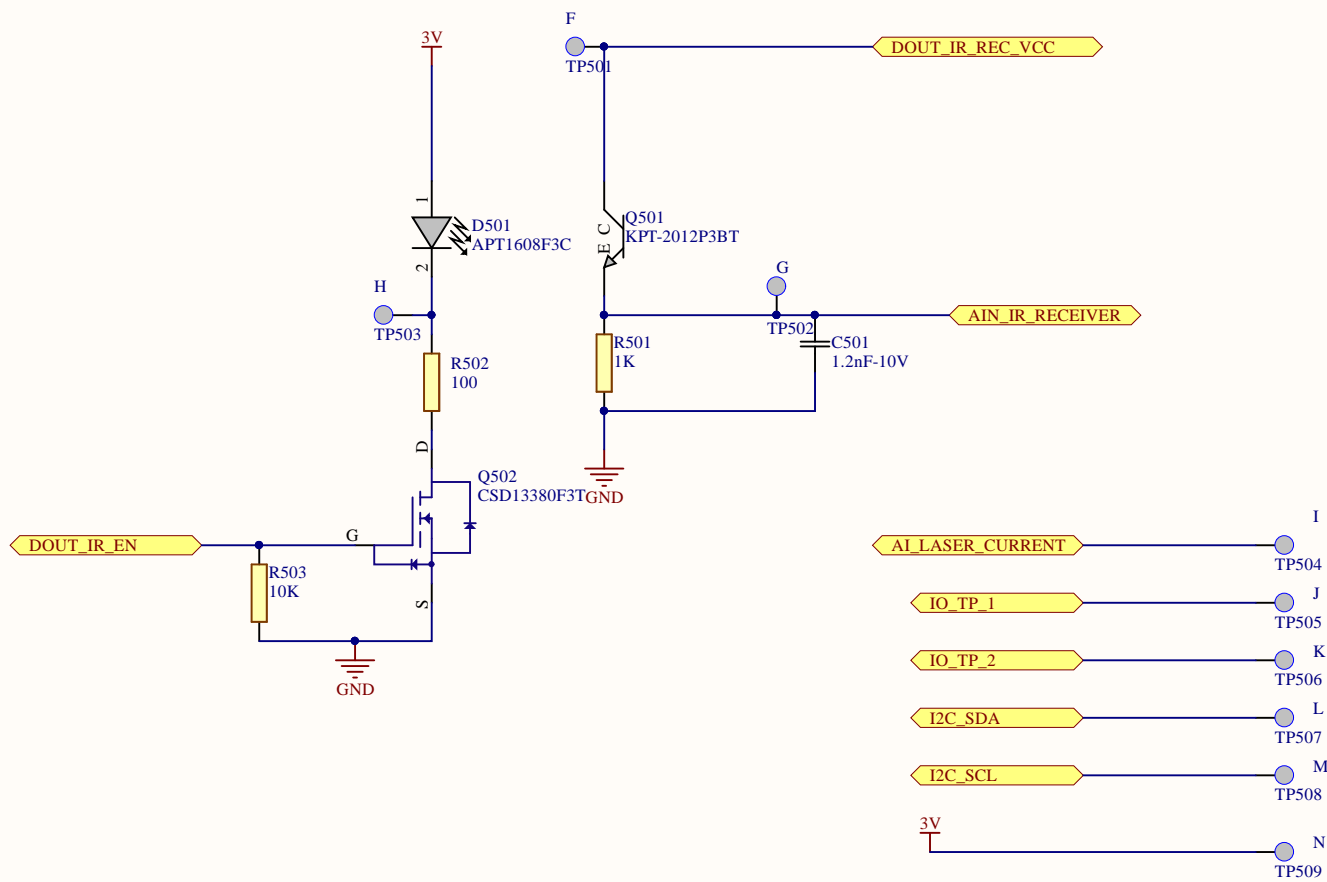 F
TP501
DOUT_IR_REC_VCC
3V
1
D501
APT1608F3C
2
C
E
Q501
KPT-2012P3BT
H
TP503
G
TP502
AIN_IR_RECEIVER
R502
100
R501
1K
C501
1.2nF-10V
GND
D
Q502
CSD13380F3T
G
S
DOUT_IR_EN
R503
10K
GND
AI_LASER_CURRENT
I
TP504
IO_TP_1
J
TP505
IO_TP_2
K
TP506
I2C_SDA
L
TP507
I2C_SCL
M
TP508
3V
N
TP509